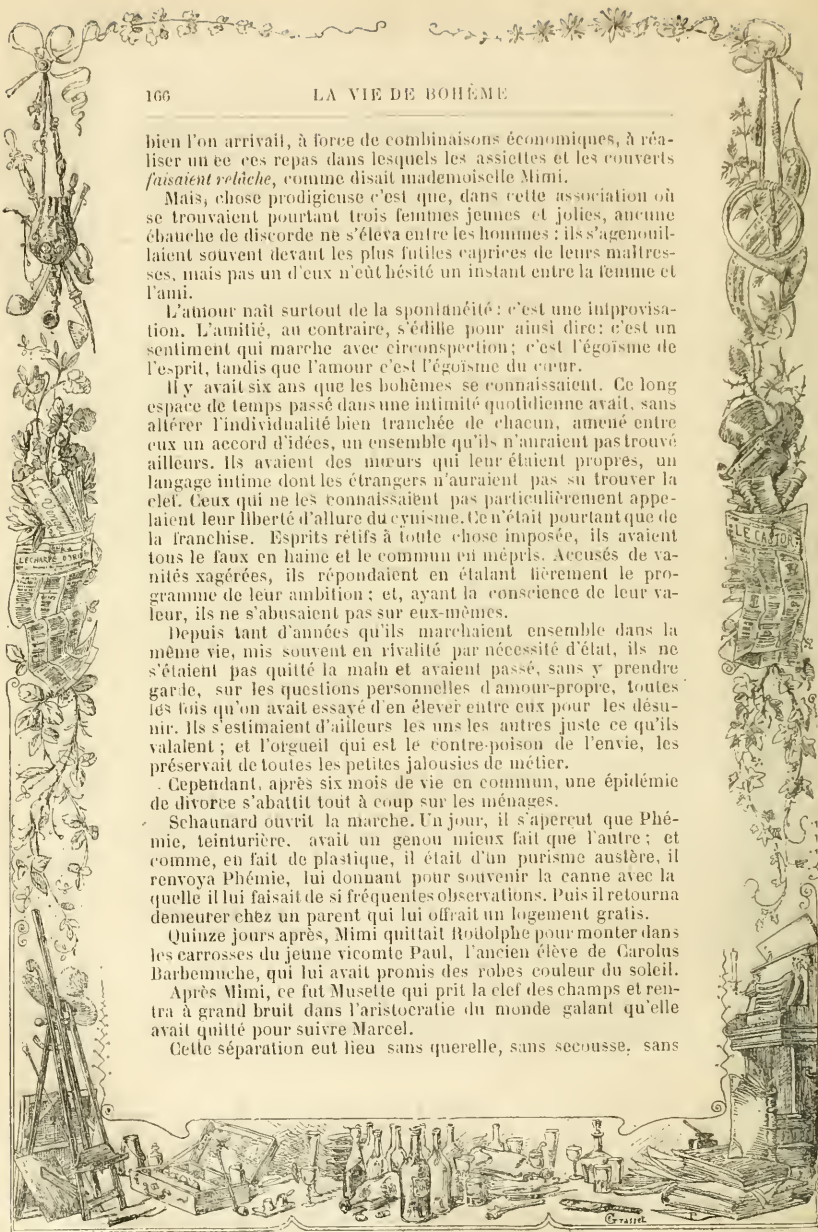 166 LA VIE DE BOHÈME
bien l'on arrivait, à force de combinaisons économiques, à réa-
liser un ee ces repas dans lesquels les assiettes et les couverts
faisaient relâche, comme disait mademoiselle Mimi.
Mais, chose prodigieuse c'est que, dans cette association où
se trouvaient pourtant trois femmes jeunes et jolies, aucune
ébauche de discorde ne s'éleva entre les hommes : ils s'agenouil-
laient souvent devant les plus futiles caprices de leurs maîtres-
ses, mais pas un d'eux n'eût hésité un instant entre la femme et
l'ami.
L'amour naît surtout de la spontanéité : c'est une improvisa-
tion. L'amitié, au contraire, s'édifie pour ainsi dire: c'est un
sentiment qui marche avec circonspection; c'est l'égoïsme de
l'esprit, tandis que l'amour c'est l'égoïsme du cœur.
Il y avait six ans que les bohèmes se connaissaient. Ce long
espace de temps passé dans une intimité quotidienne avait, sans
altérer l'individualité bien tranchée de chacun, amené entre
eux un accord d'idées, un ensemble qu'ils n'auraient pas trouvé
ailleurs. Ils avaient des mœurs qui leur étaient propres, un
langage intime dont les étrangers n'auraient pas su trouver la
clef. Ceux qui ne les connaissaient pas particulièrement appe-
laient leur liberté d'allure du cynisme. Ce n'était pourtant que de
la franchise. Esprits rétifs à toute chose imposée, ils avaient
tous le faux en haine et le commun en mépris. Accusés de va-
nités xagérées, ils répondaient en étalant fièrement le pro-
gramme de leur ambition ; et, ayant la conscience de leur va-
leur, ils ne s'abusaient pas sur eux-mêmes.
Depuis tant d'années qu'ils marchaient ensemble dans la
même vie, mis souvent en rivalité par nécessité d'état, ils ne
s'étaient pas quitté la main et avaient passé, sans y prendre
garde, sur les questions personnelles d amour-propre, toutes
les fois qu'on avait essayé d'en élever entre eux pour les désu-
nir. Ils s'estimaient d'ailleurs les uns les autres juste ce qu'ils
valaient ; et l'orgueil qui est le contre-poison de l'envie, les
préservait de toutes les petites jalousies de métier.
Cependant, après six mois de vie en commun, une épidémie
de divorce s'abattit tout à coup sur les ménages.
Schaunard ouvrit la marche. Un jour, il s'aperçut que Phé-
mie, teinturière, avait un genou mieux fait que l'autre ; et
comme, en fait de plastique, il était d'un purisme austère, il
renvoya Phémie, lui donnant pour souvenir la canne avec la
quelle il lui faisait de si fréquentes observations. Puis il retourna
demeurer chez un parent qui lui offrait un logement gratis.
Quinze jours après, Mimi quittait Rodolphe pour monter dans
les carrosses du jeune vicomte Paul, l'ancien élève de Carolus
Barbemuche, qui lui avait promis des robes couleur du soleil.
Après Mimi, ce fut Musette qui prit la clef des champs et ren-
tra à grand bruit dans l'aristocratie du monde galant qu'elle
avait quitté pour suivre Marcel.
Cette séparation eut lieu sans querelle, sans secousse, sans
L'ECHARPE D'IRIS
LE CASTOR
Grasset